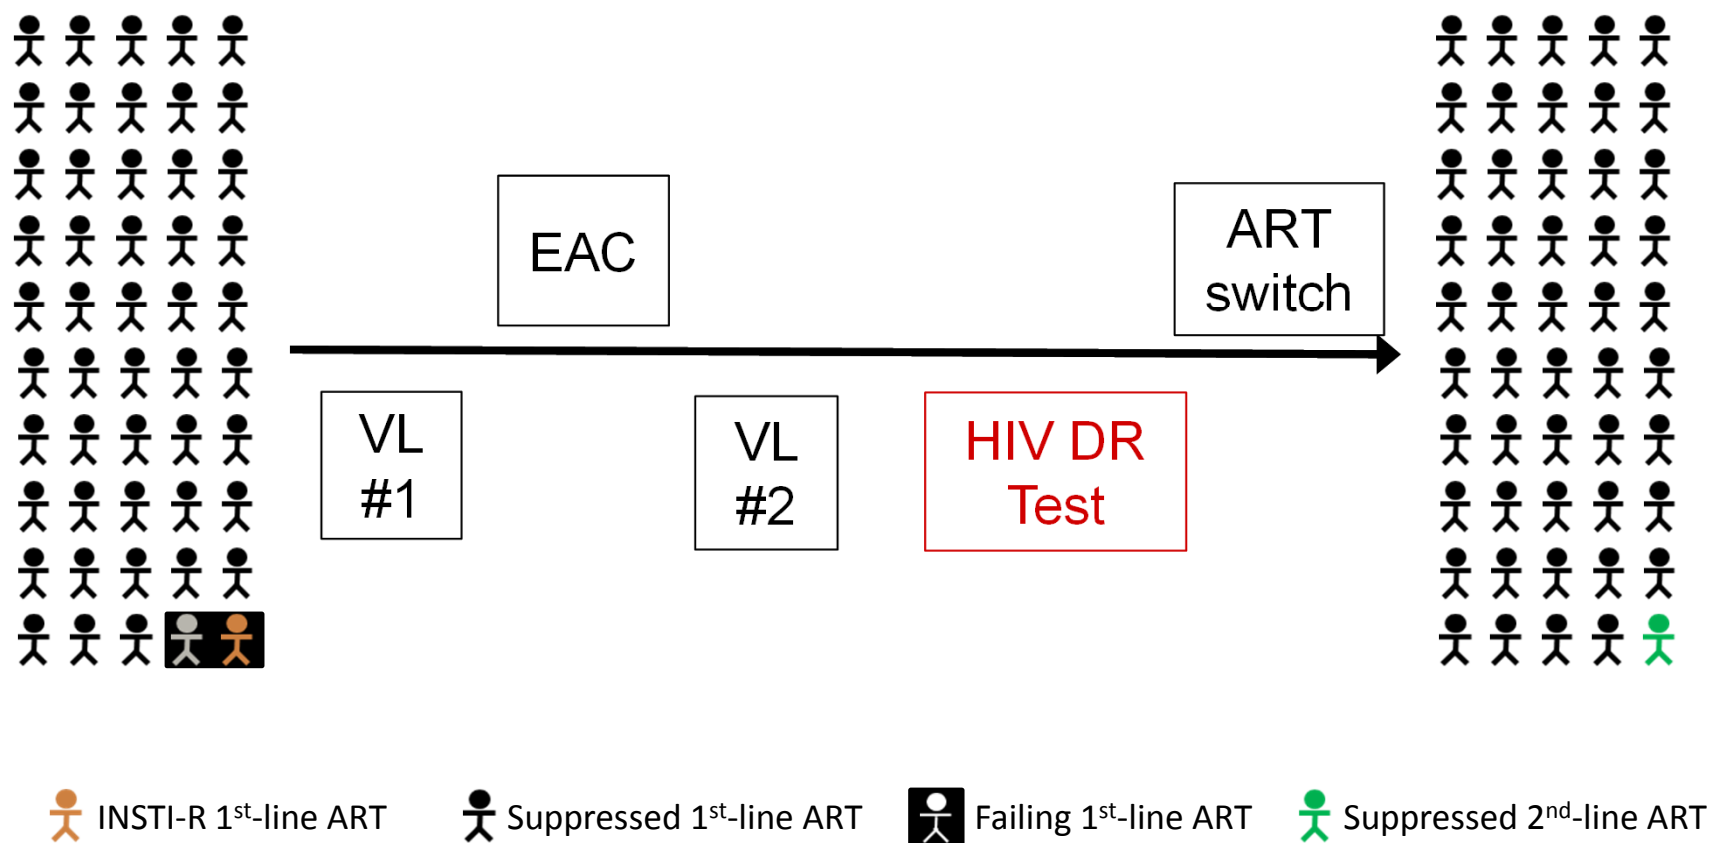 EAC
ART
switch
VL
#1
VL
#2
HIV DR
Test
INSTI-R 1st-line ART
Suppressed 1st-line ART
Failing 1st-line ART
Suppressed 2nd-line ART